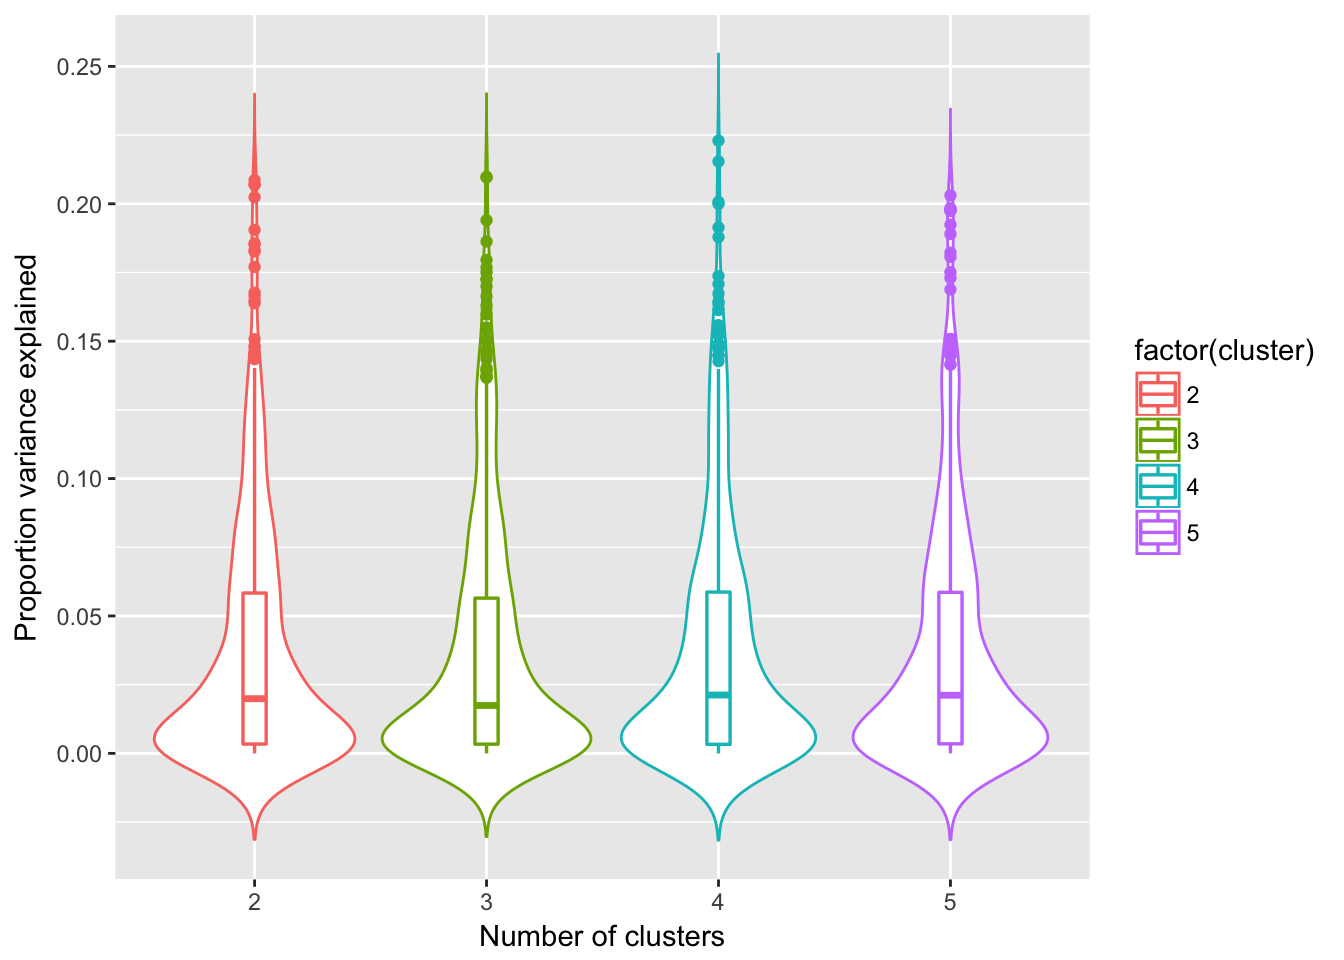 Proportion variance explained
0.25
0.20
0.15
0.10
0.05
0.00
2 3 4 5
Number of clusters
factor(cluster)
2
3
4
5